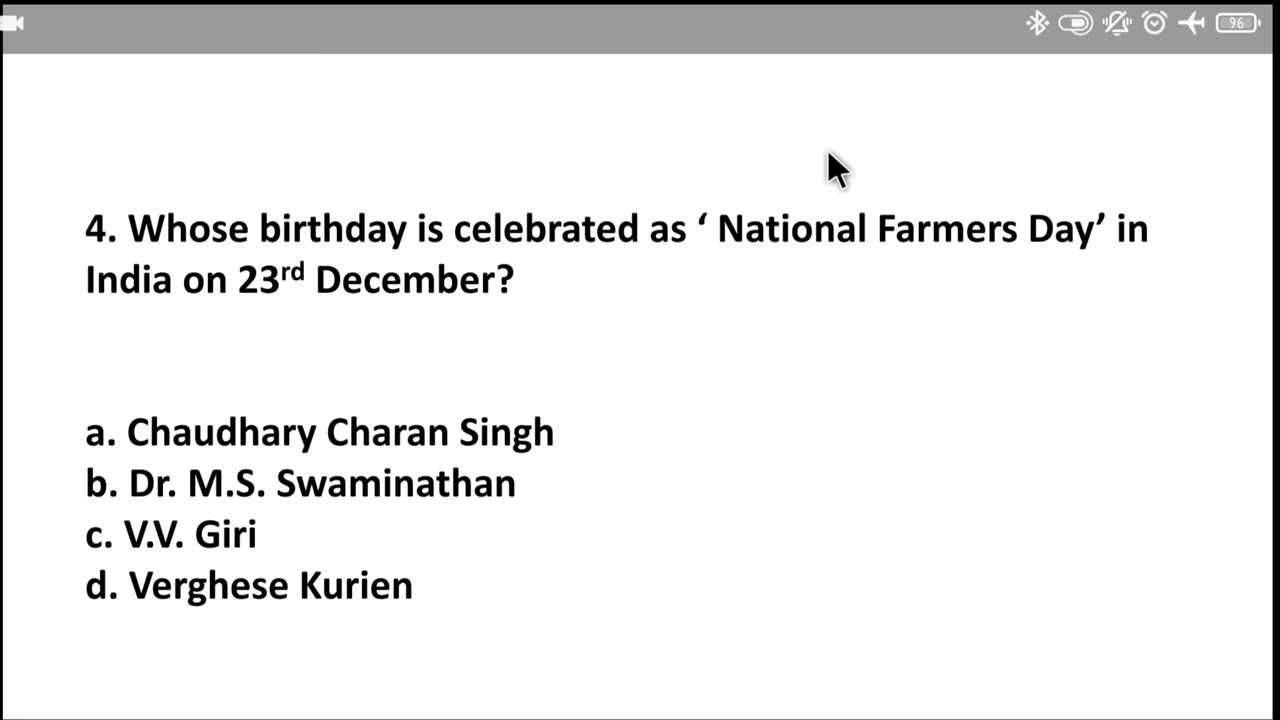 96
4. Whose birthday is celebrated as ‘ National Farmers Day’ in
India on 23rd December?
a. Chaudhary Charan Singh
b. Dr. M.S. Swaminathan
c. V.V. Giri
d. Verghese Kurien